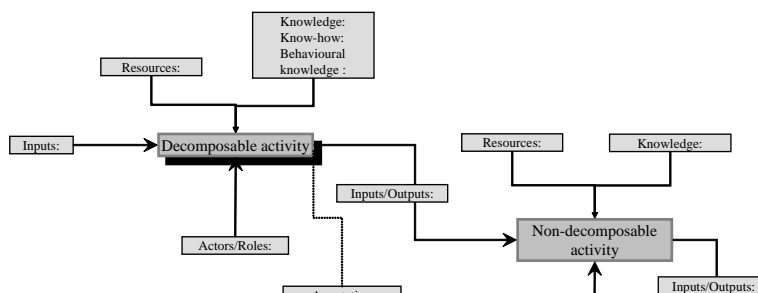 Knowledge:
Know-how:
Behavioural
knowledge :
Resources:
Inputs:
Decomposable activity
Resources:
Knowledge:
Inputs/Outputs:
Actors/Roles:
Non-decomposable
activity
Inputs/Outputs: